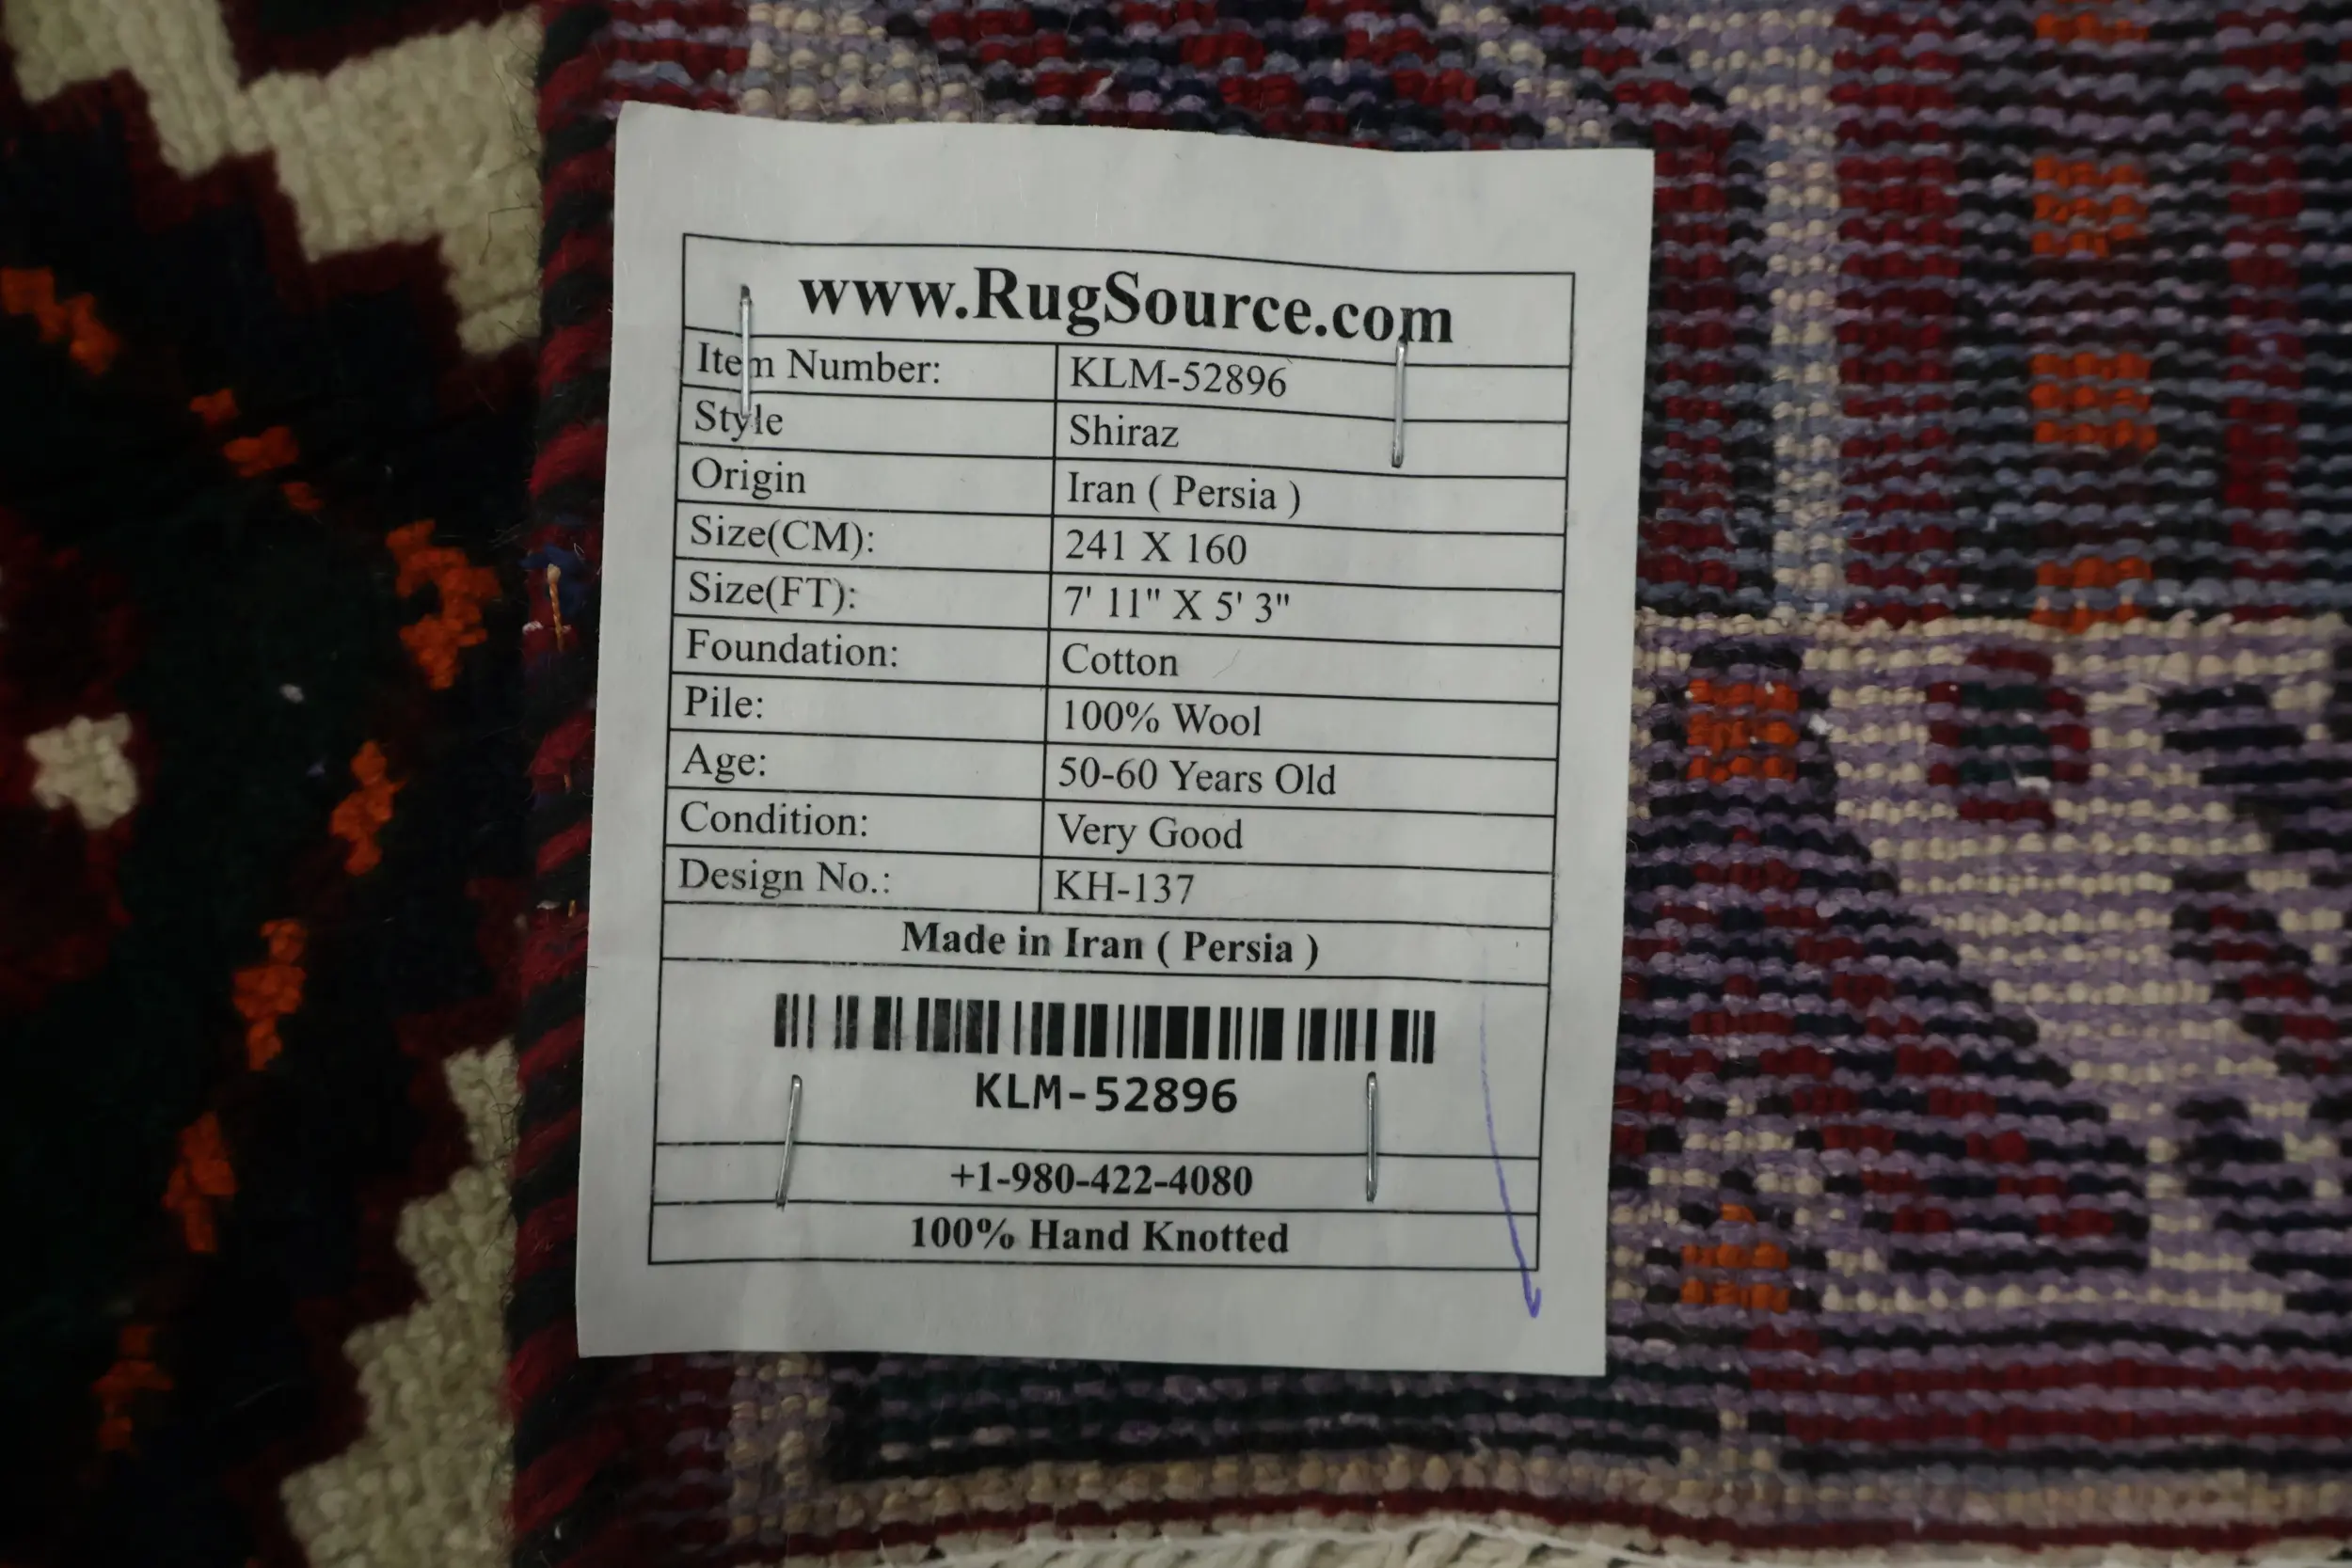 www.RugSource.com
Item Number: KLM-52896
Style Shiraz
Origin Iran ( Persia )
Size(CM): 241 X 160
Size(FT): 7' 11" X 5' 3"
Foundation: Cotton
Pile: 100% Wool
Age: 50-60 Years Old
Condition: Very Good
Design No.: KH-137
Made in Iran ( Persia )
KLM-52896
+1-980-422-4080
100% Hand Knotted